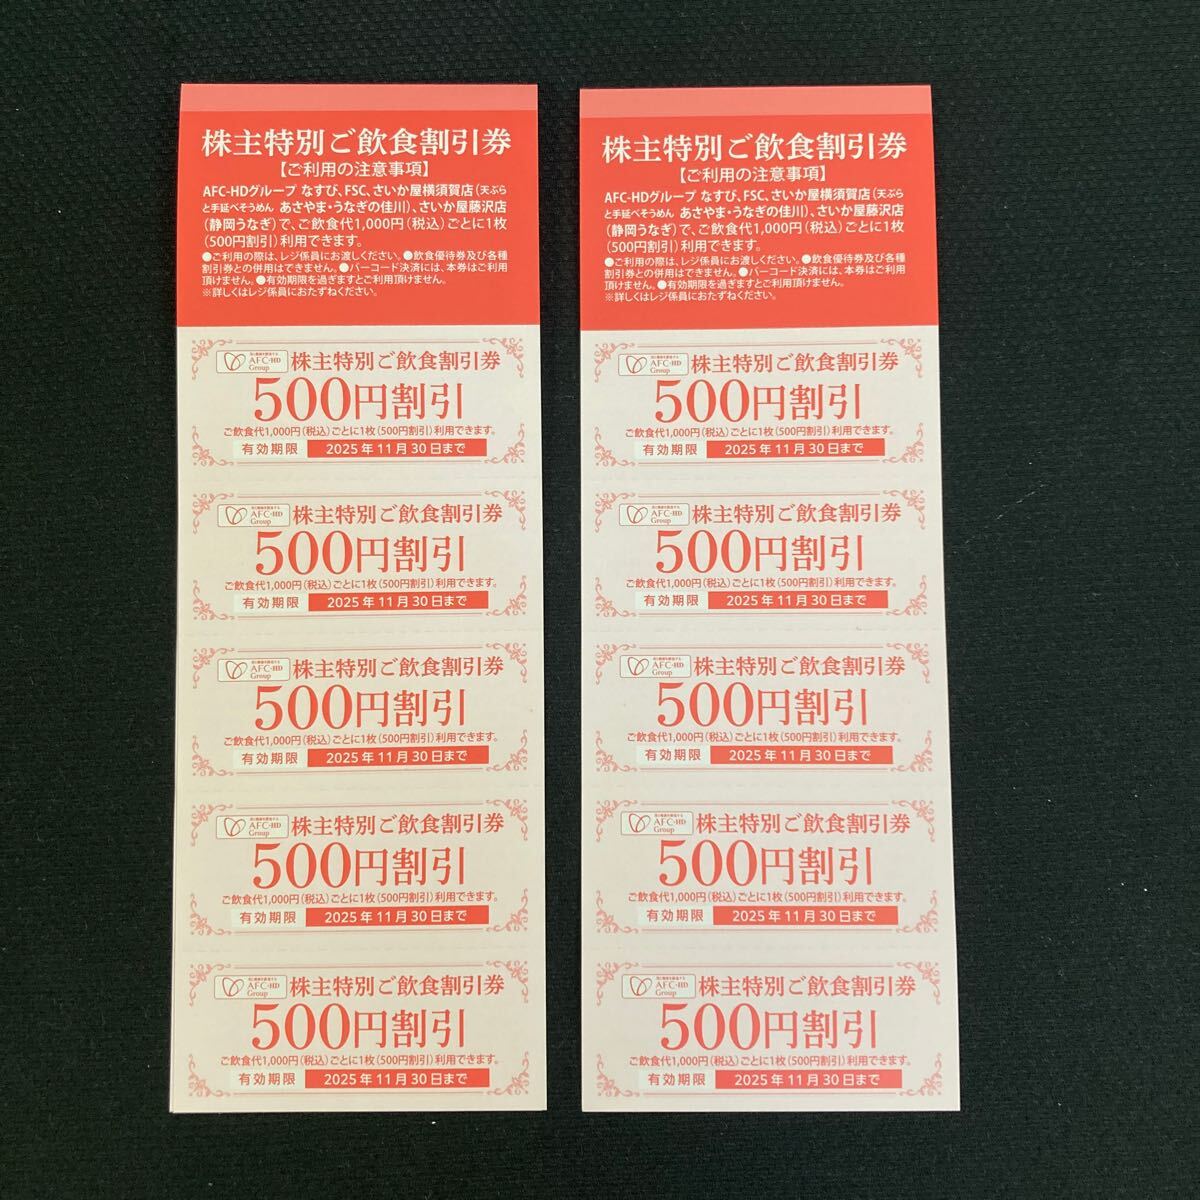 株主特別ご飲食割引券
【ご利用の注意事項】
AFC-HDグループ なすび、FSC、さいか屋横須賀店(天ぷら
と手延べそうめん あさやま・うなぎの佳川)、さいか屋藤沢店
(静岡うなぎ)で、ご飲食代1,000円(税込)ごとに1枚
(500円割引)利用できます。
●ご利用の際は、レジ係員にお渡しください。●飲食優待券及び各種
割引券との併用はできません。●バーコード決済には、本券はご利用
頂けません。●有効期限を過ぎますとご利用頂けません。
※詳しくはレジ係員におたずねください。
AFC-HD
Group
株主特別ご飲食割引券
500円割引
ご飲食代1,000円(税込)ごとに1枚(500円割引)利用できます。
有効期限 2025年11月30日まで
AFC-HD
Group
株主特別ご飲食割引券
500円割引
ご飲食代1,000円(税込)ごとに1枚(500円割引)利用できます。
有効期限 2025年11月30日まで
AFC-HD
Group
株主特別ご飲食割引券
500円割引
ご飲食代1,000円(税込)ごとに1枚(500円割引)利用できます。
有効期限 2025年11月30日まで
AFC-HD
Group
株主特別ご飲食割引券
500円割引
ご飲食代1,000円(税込)ごとに1枚(500円割引)利用できます。
有効期限 2025年11月30日まで
AFC-HD
Group
株主特別ご飲食割引券
500円割引
ご飲食代1,000円(税込)ごとに1枚(500円割引)利用できます。
有効期限 2025年11月30日まで
株主特別ご飲食割引券
【ご利用の注意事項】
AFC-HDグループ なすび、FSC、さいか屋横須賀店(天ぷら
と手延べそうめん あさやま・うなぎの佳川)、さいか屋藤沢店
(静岡うなぎ)で、ご飲食代1,000円(税込)ごとに1枚
(500円割引)利用できます。
●ご利用の際は、レジ係員にお渡しください。●飲食優待券及び各種
割引券との併用はできません。●バーコード決済には、本券はご利用
頂けません。●有効期限を過ぎますとご利用頂けません。
※詳しくはレジ係員におたずねください。
AFC-HD
Group
株主特別ご飲食割引券
500円割引
ご飲食代1,000円(税込)ごとに1枚(500円割引)利用できます。
有効期限 2025年11月30日まで
AFC-HD
Group
株主特別ご飲食割引券
500円割引
ご飲食代1,000円(税込)ごとに1枚(500円割引)利用できます。
有効期限 2025年11月30日まで
AFC-HD
Group
株主特別ご飲食割引券
500円割引
ご飲食代1,000円(税込)ごとに1枚(500円割引)利用できます。
有効期限 2025年11月30日まで
AFC-HD
Group
株主特別ご飲食割引券
500円割引
ご飲食代1,000円(税込)ごとに1枚(500円割引)利用できます。
有効期限 2025年11月30日まで
AFC-HD
Group
株主特別ご飲食割引券
500円割引
ご飲食代1,000円(税込)ごとに1枚(500円割引)利用できます。
有効期限 2025年11月30日まで